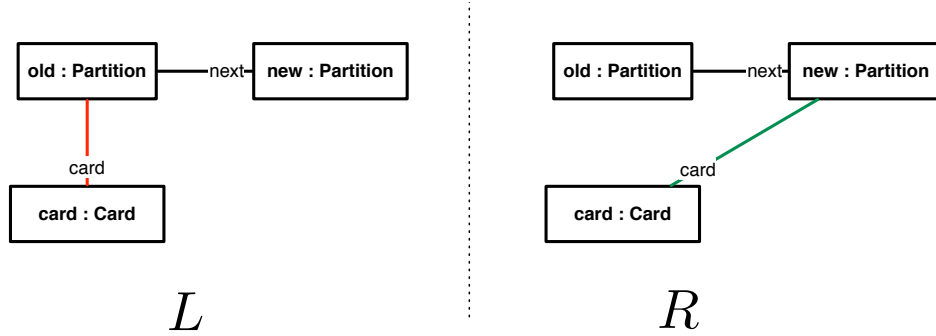 old : Partition next new : Partition
card
card : Card
L
old : Partition next new : Partition
card
card : Card
R